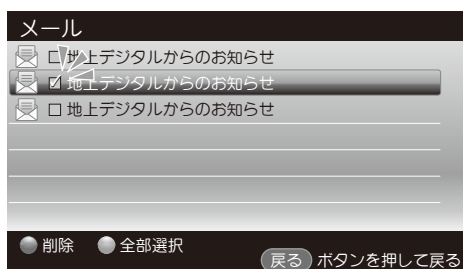 メール
□地上デジタルからのお知らせ
☑地上デジタルからのお知らせ
□地上デジタルからのお知らせ
削除 全部選択
戻る ボタンを押して戻る